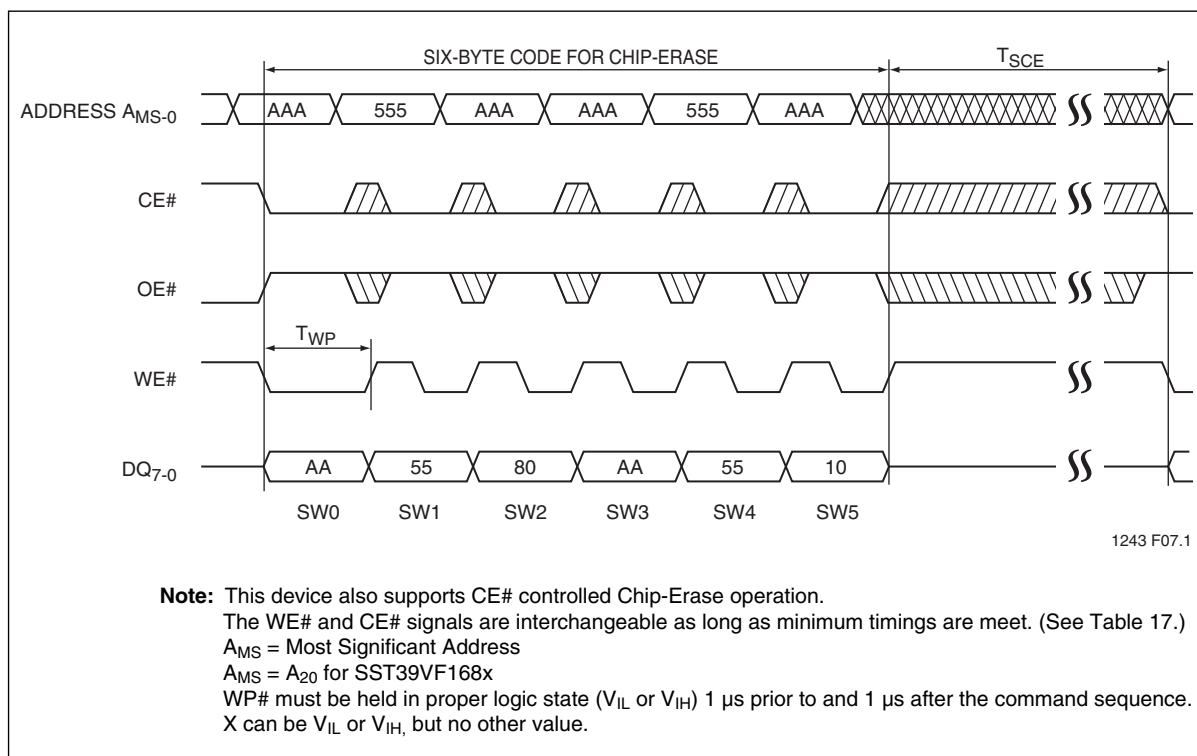 SIX-BYTE CODE FOR CHIP-ERASE TSCE
ADDRESS AMS-0 AAA 555 AAA AAA 555 AAA
CE#
OE#
TWP
WE#
DQ7-0 AA 55 80 AA 55 10
SW0 SW1 SW2 SW3 SW4 SW5
1243 F07.1
Note: This device also supports CE# controlled Chip-Erase operation.
The WE# and CE# signals are interchangeable as long as minimum timings are meet. (See Table 17.)
AMS = Most Significant Address
AMS = A20 for SST39VF168x
WP# must be held in proper logic state (VIL or VIH) 1 µs prior to and 1 µs after the command sequence.
X can be VIL or VIH, but no other value.